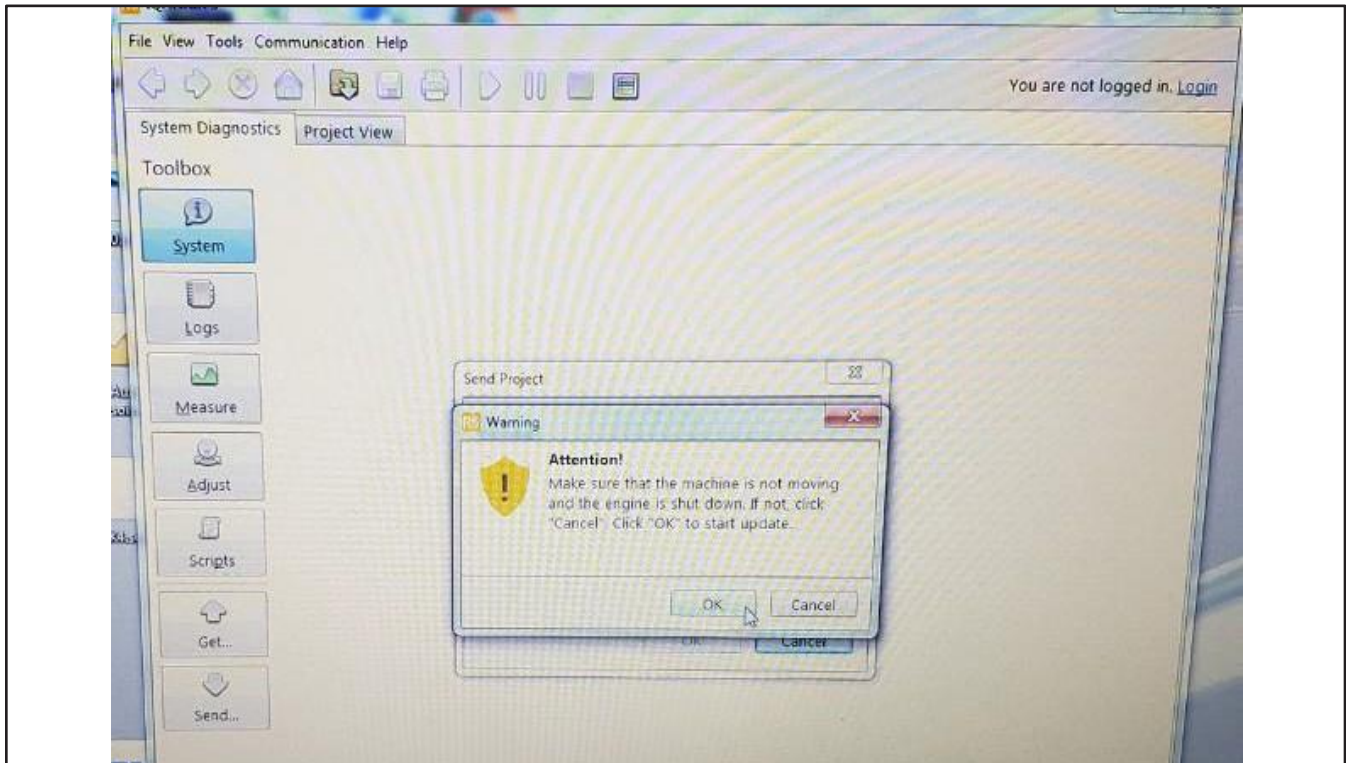 File View Tools Communication Help
You are not logged in. Login
System Diagnostics
Project View
Toolbox
System
Logs
Measure
Adjust
Scripts
Get...
Send...
Send Project
Warning
Attention!
Make sure that the machine is not moving
and the engine is shut down. If not, click
"Cancel". Click "OK" to start update.
OK
Cancel
OK
Cancel